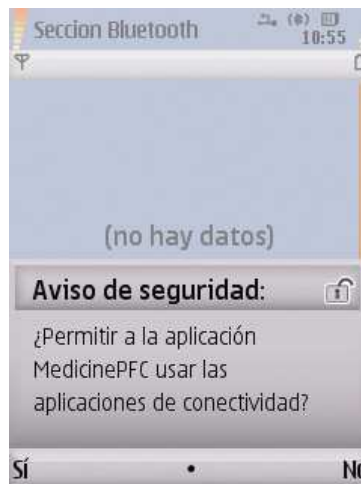 Seccion Bluetooth
10:55
(no hay datos)
Aviso de seguridad:
¿Permitir a la aplicación
MedicinePFC usar las
aplicaciones de conectividad?
Sí
No